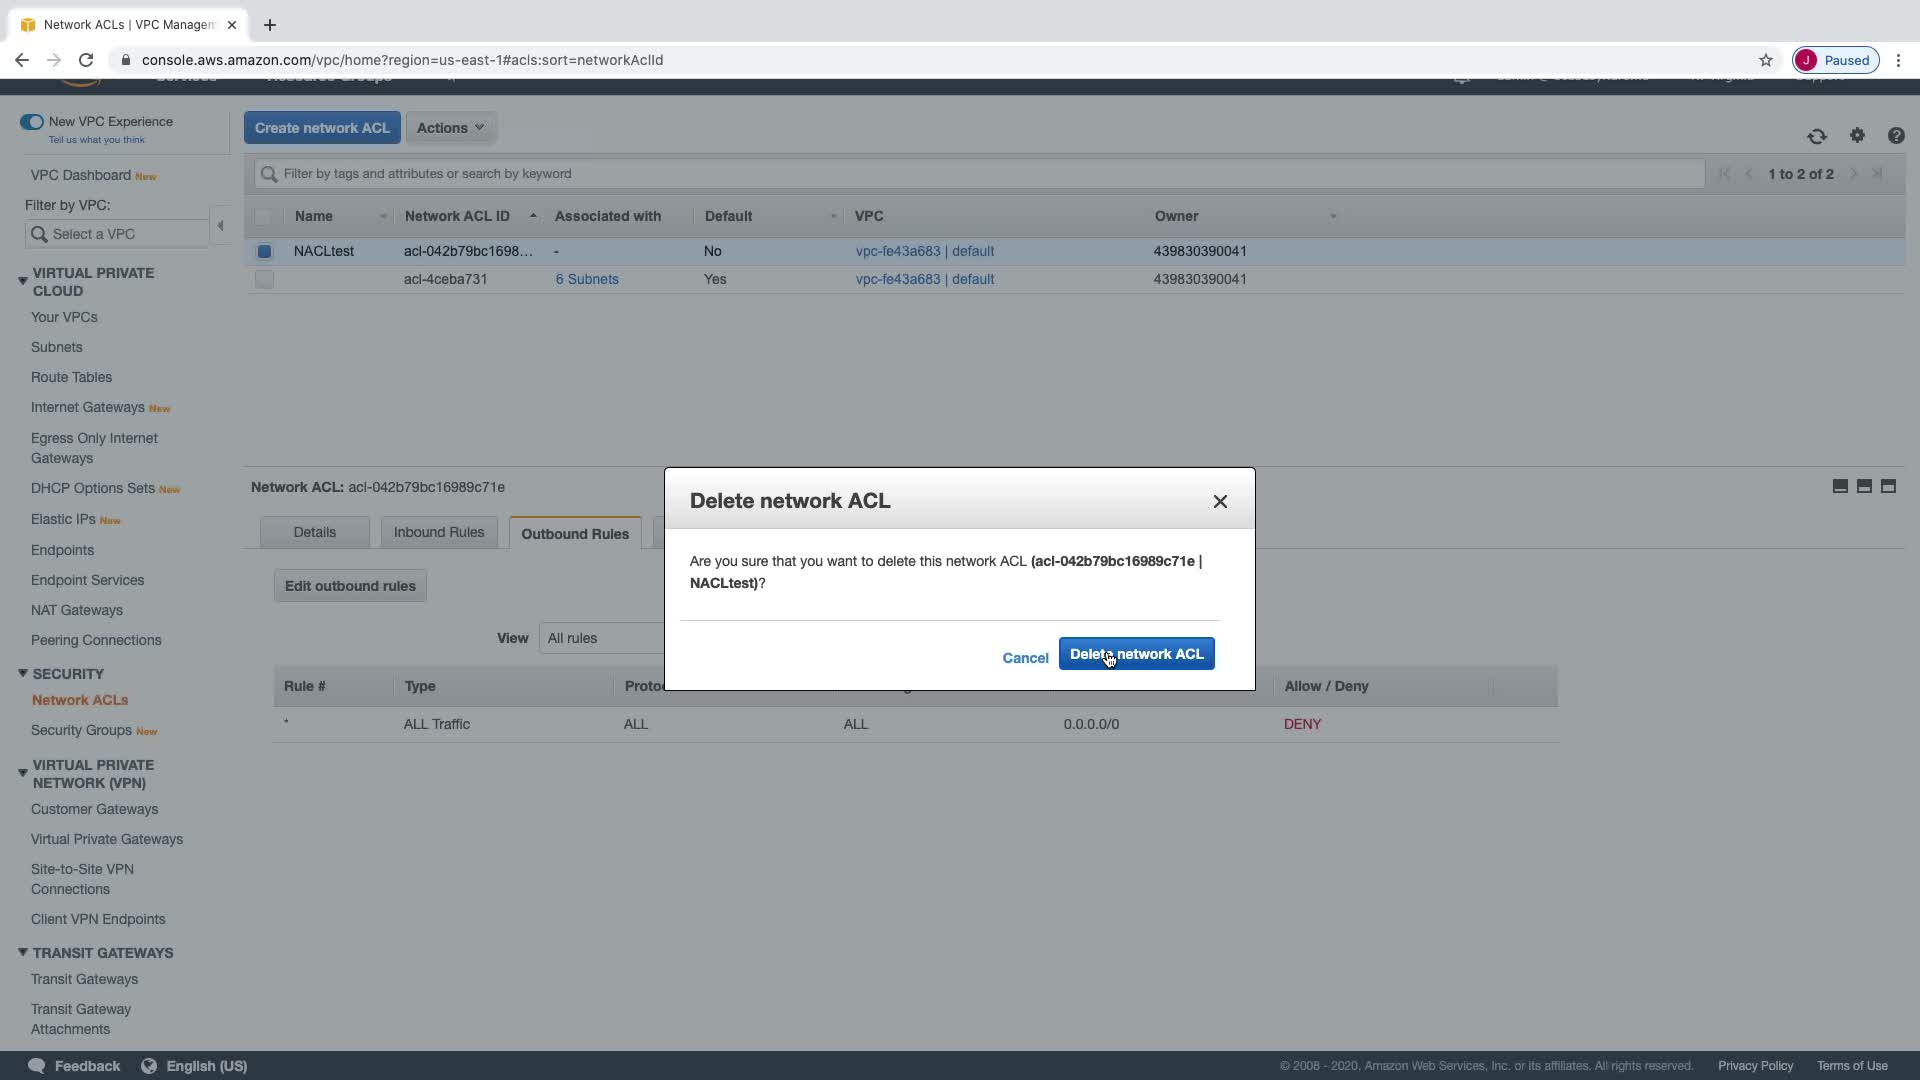 Network ACLs | VPC Managem
console.aws.amazon.com/vpc/home?region=us-east-1#acls:sort=networkAclId
J Paused
New VPC Experience
Tell us what you think
Create network ACL
Actions
VPC Dashboard New
Filter by VPC:
Select a VPC
Filter by tags and attributes or search by keyword
1 to 2 of 2
Name Network ACL ID Associated with Default VPC Owner
NACLtest acl-042b79bc1698... - No vpc-fe43a683 | default 439830390041
acl-4ceba731 6 Subnets Yes vpc-fe43a683 | default 439830390041
VIRTUAL PRIVATE
CLOUD
Your VPCs
Subnets
Route Tables
Internet Gateways New
Egress Only Internet
Gateways
DHCP Options Sets New
Elastic IPs New
Endpoints
Endpoint Services
NAT Gateways
Peering Connections
SECURITY
Network ACLs
Security Groups New
VIRTUAL PRIVATE
NETWORK (VPN)
Customer Gateways
Virtual Private Gateways
Site-to-Site VPN
Connections
Client VPN Endpoints
TRANSIT GATEWAYS
Transit Gateways
Transit Gateway
Attachments
Network ACL: acl-042b79bc16989c71e
Details
Inbound Rules
Outbound Rules
Edit outbound rules
View All rules
Rule # Type Proto Allow / Deny
* ALL Traffic ALL ALL 0.0.0.0/0 DENY
Delete network ACL
Are you sure that you want to delete this network ACL (acl-042b79bc16989c71e |
NACLtest)?
Cancel
Delete network ACL
Feedback
English (US)
© 2008 - 2020, Amazon Web Services, Inc. or its affiliates. All rights reserved.
Privacy Policy
Terms of Use